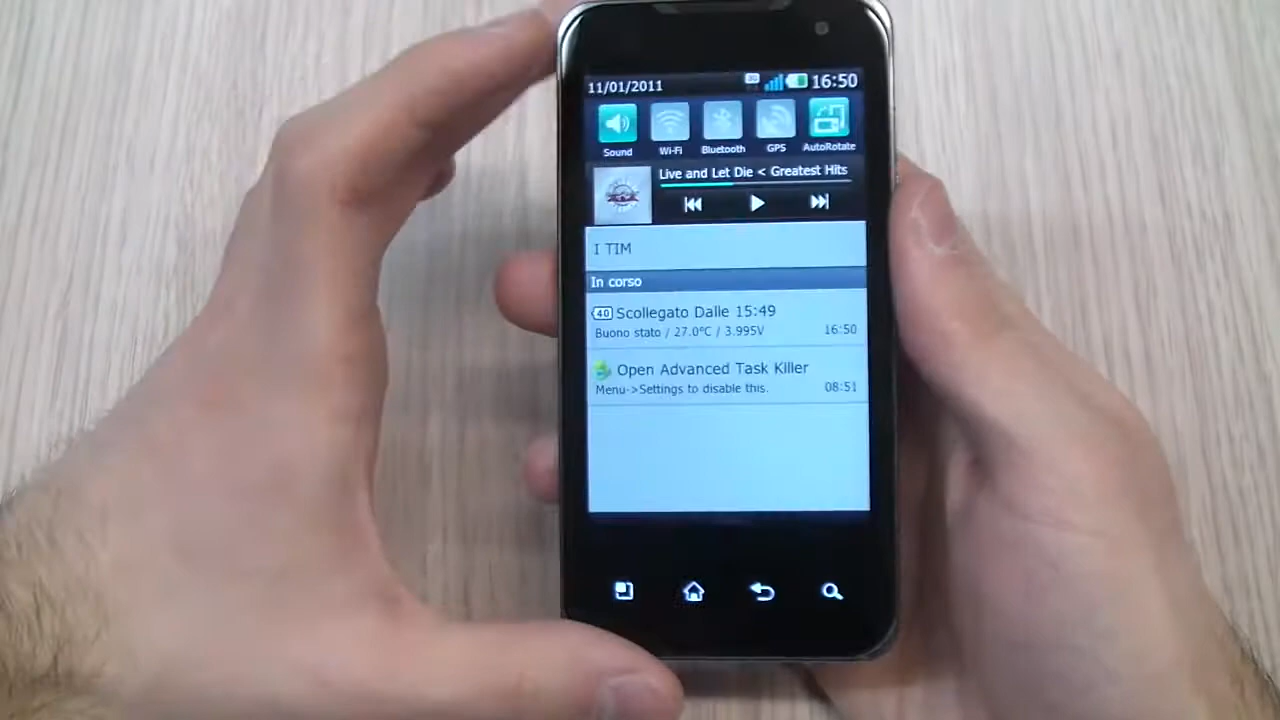 11/01/2011 3G 16:50
Sound Wi-Fi Bluetooth GPS AutoRotate
Live and Let Die < Greatest Hits
I TIM
In corso
40 Scollegato Dalle 15:49
Buono stato / 27.0°C / 3.995V 16:50
Open Advanced Task Killer
Menu->Settings to disable this. 08:51